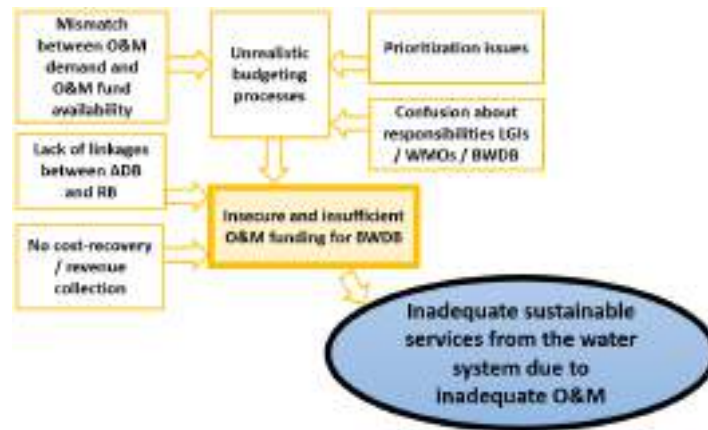 Mismatch
between O&M
demand and
O&M fund
availability
Unrealistic
budgeting
processes
Prioritization issues
Confusion about
responsibilities LGIs
/ WMOs / BWDB
Lack of linkages
between ADB
and RB
Insecure and insufficient
O&M funding for BWDB
No cost-recovery
/ revenue
collection
Inadequate sustainable
services from the water
system due to
inadequate O&M